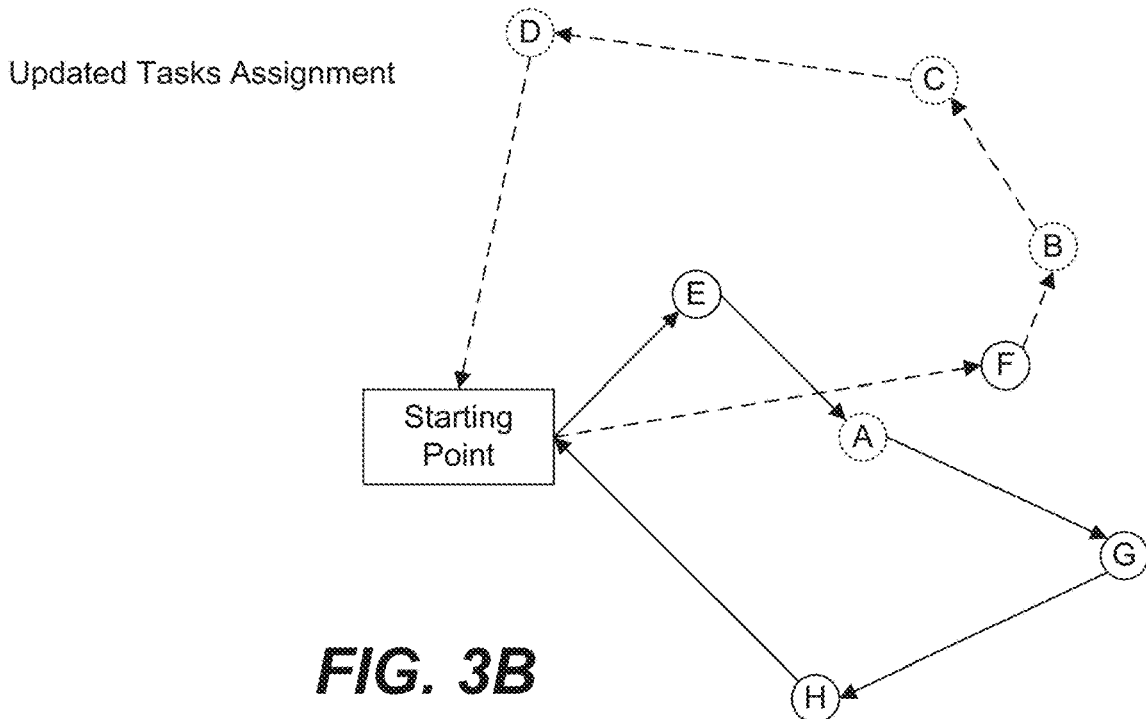 D
Updated Tasks Assignment
C
B
E
F
Starting
Point
A
G
FIG. 3B
H